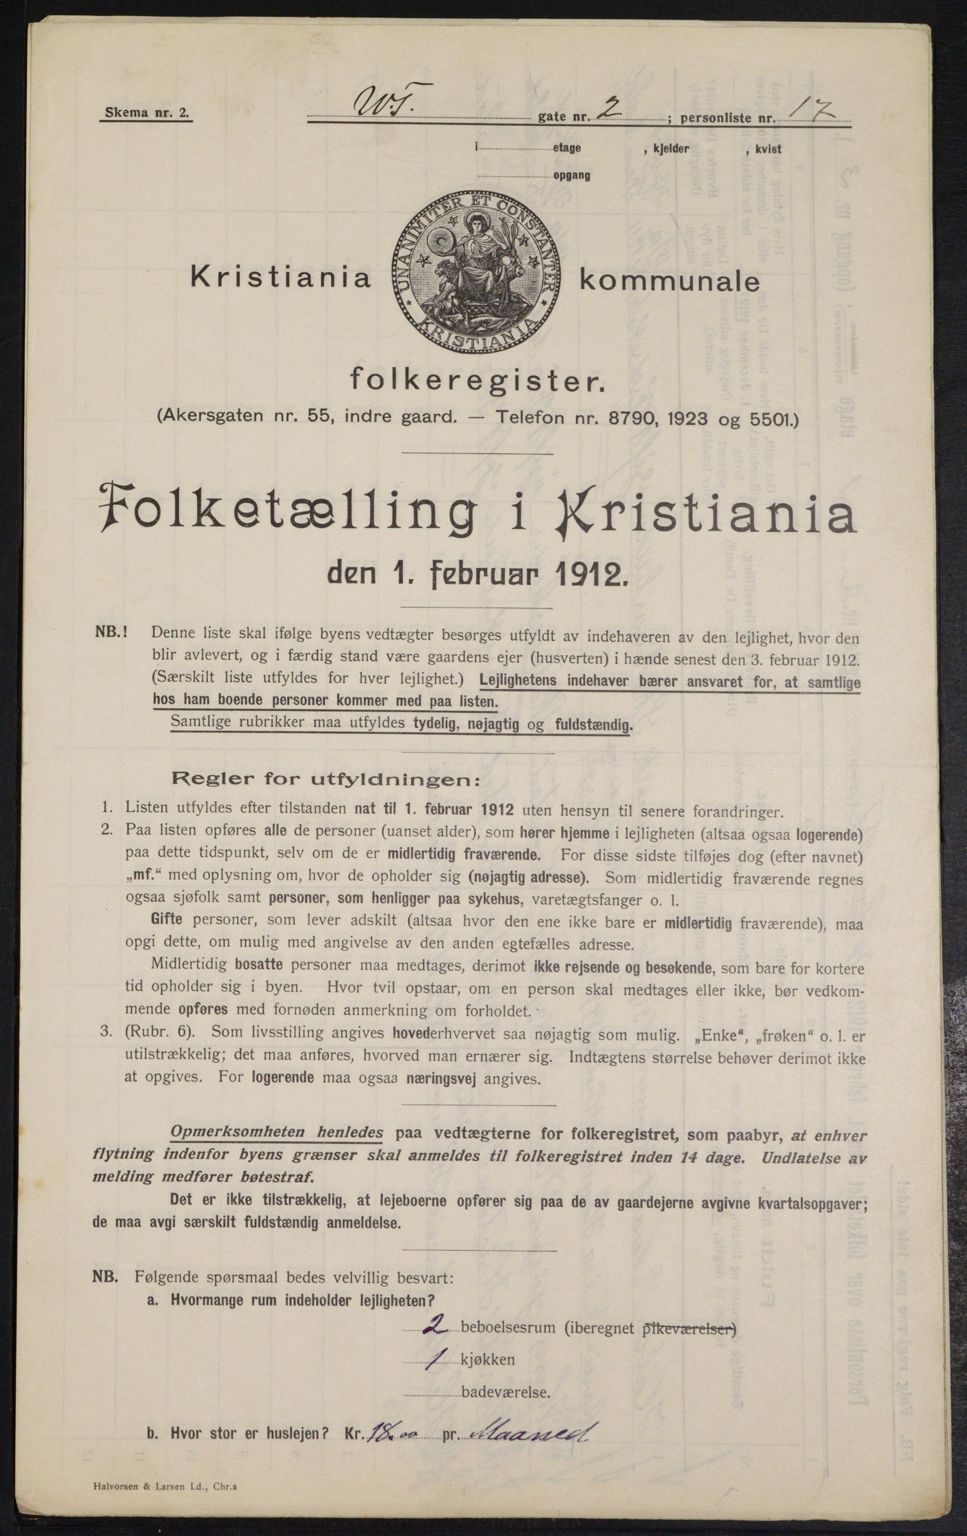 Skema nr. 2.
W.T. gate nr. 2 ; personliste nr. 17
i etage , kjelder , kvist
opgang
UNANIMITER ET CONSTANTER
KRISTIANIA
Kristiania kommunale
folkeregister.
(Akersgaten nr. 55, indre gaard. — Telefon nr. 8790, 1923 og 5501.)
Folketælling i Kristiania
den 1. februar 1912.
NB.! Denne liste skal ifølge byens vedtægter besørges utfyldt av indehaveren av den lejlighet, hvor den
blir avlevert, og i færdig stand være gaardens ejer (husverten) i hænde senest den 3. februar 1912.
(Særskilt liste utfyldes for hver lejlighet.) Lejlighetens indehaver bærer ansvaret for, at samtlige
hos ham boende personer kommer med paa listen.
Samtlige rubrikker maa utfyldes tydelig, nøjagtig og fuldstændig.
Regler for utfyldningen:
1. Listen utfyldes efter tilstanden nat til 1. februar 1912 uten hensyn til senere forandringer.
2. Paa listen opføres alle de personer (uanset alder), som hører hjemme i lejligheten (altsaa ogsaa logerende)
paa dette tidspunkt, selv om de er midlertidig fraværende. For disse sidste tilføjes dog (efter navnet)
„mf.“ med oplysning om, hvor de opholder sig (nøjagtig adresse). Som midlertidig fraværende regnes
ogsaa sjøfolk samt personer, som henligger paa sykehus, varetægtsfanger o. l.
Gifte personer, som lever adskilt (altsaa hvor den ene ikke bare er midlertidig fraværende), maa
opgi dette, om mulig med angivelse av den anden egtefælles adresse.
Midlertidig bosatte personer maa medtages, derimot ikke rejsende og besøkende, som bare for kortere
tid opholder sig i byen. Hvor tvil opstaar, om en person skal medtages eller ikke, bør vedkom-
mende opføres med fornøden anmerkning om forholdet.
3. (Rubr. 6). Som livsstilling angives hovederhvervet saa nøjagtig som mulig. „Enke“, „frøken“ o. l. er
utilstrækkelig; det maa anføres, hvorved man ernærer sig. Indtægtens størrelse behøver derimot ikke
at opgives. For logerende maa ogsaa næringsvej angives.
Opmerksomheten henledes paa vedtægterne for folkeregistret, som paabyr, at enhver
flytning indenfor byens grænser skal anmeldes til folkeregistret inden 14 dage. Undlatelse av
melding medfører bøtestraf.
Det er ikke tilstrækkelig, at lejeboerne opfører sig paa de av gaardejerne avgivne kvartalsopgaver;
de maa avgi særskilt fuldstændig anmeldelse.
NB. Følgende spørsmaal bedes velvillig besvart:
a. Hvormange rum indeholder lejligheten?
2 beboelsesrum (iberegnet pikeværelser)
1 kjøkken
badeværelse.
b. Hvor stor er huslejen? Kr. 18.00 pr. Maaned
Halvorsen & Larsen Ld., Chr.a